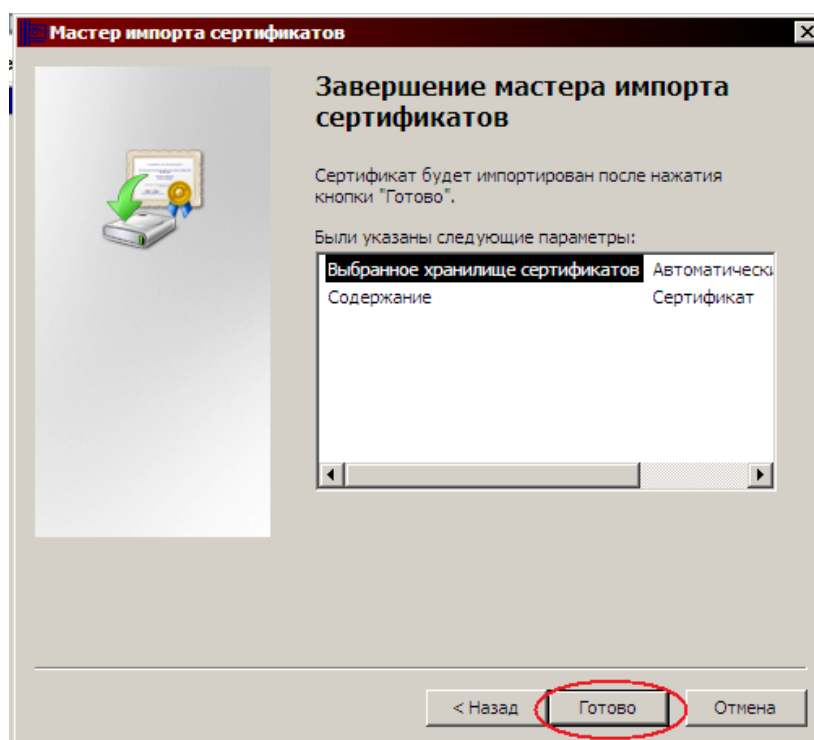 Мастер импорта сертификатов
Завершение мастера импорта
сертификатов
Сертификат будет импортирован после нажатия
кнопки "Готово".
Были указаны следующие параметры:
Выбранное хранилище сертификатов Автоматически
Содержание Сертификат
< Назад Готово Отмена